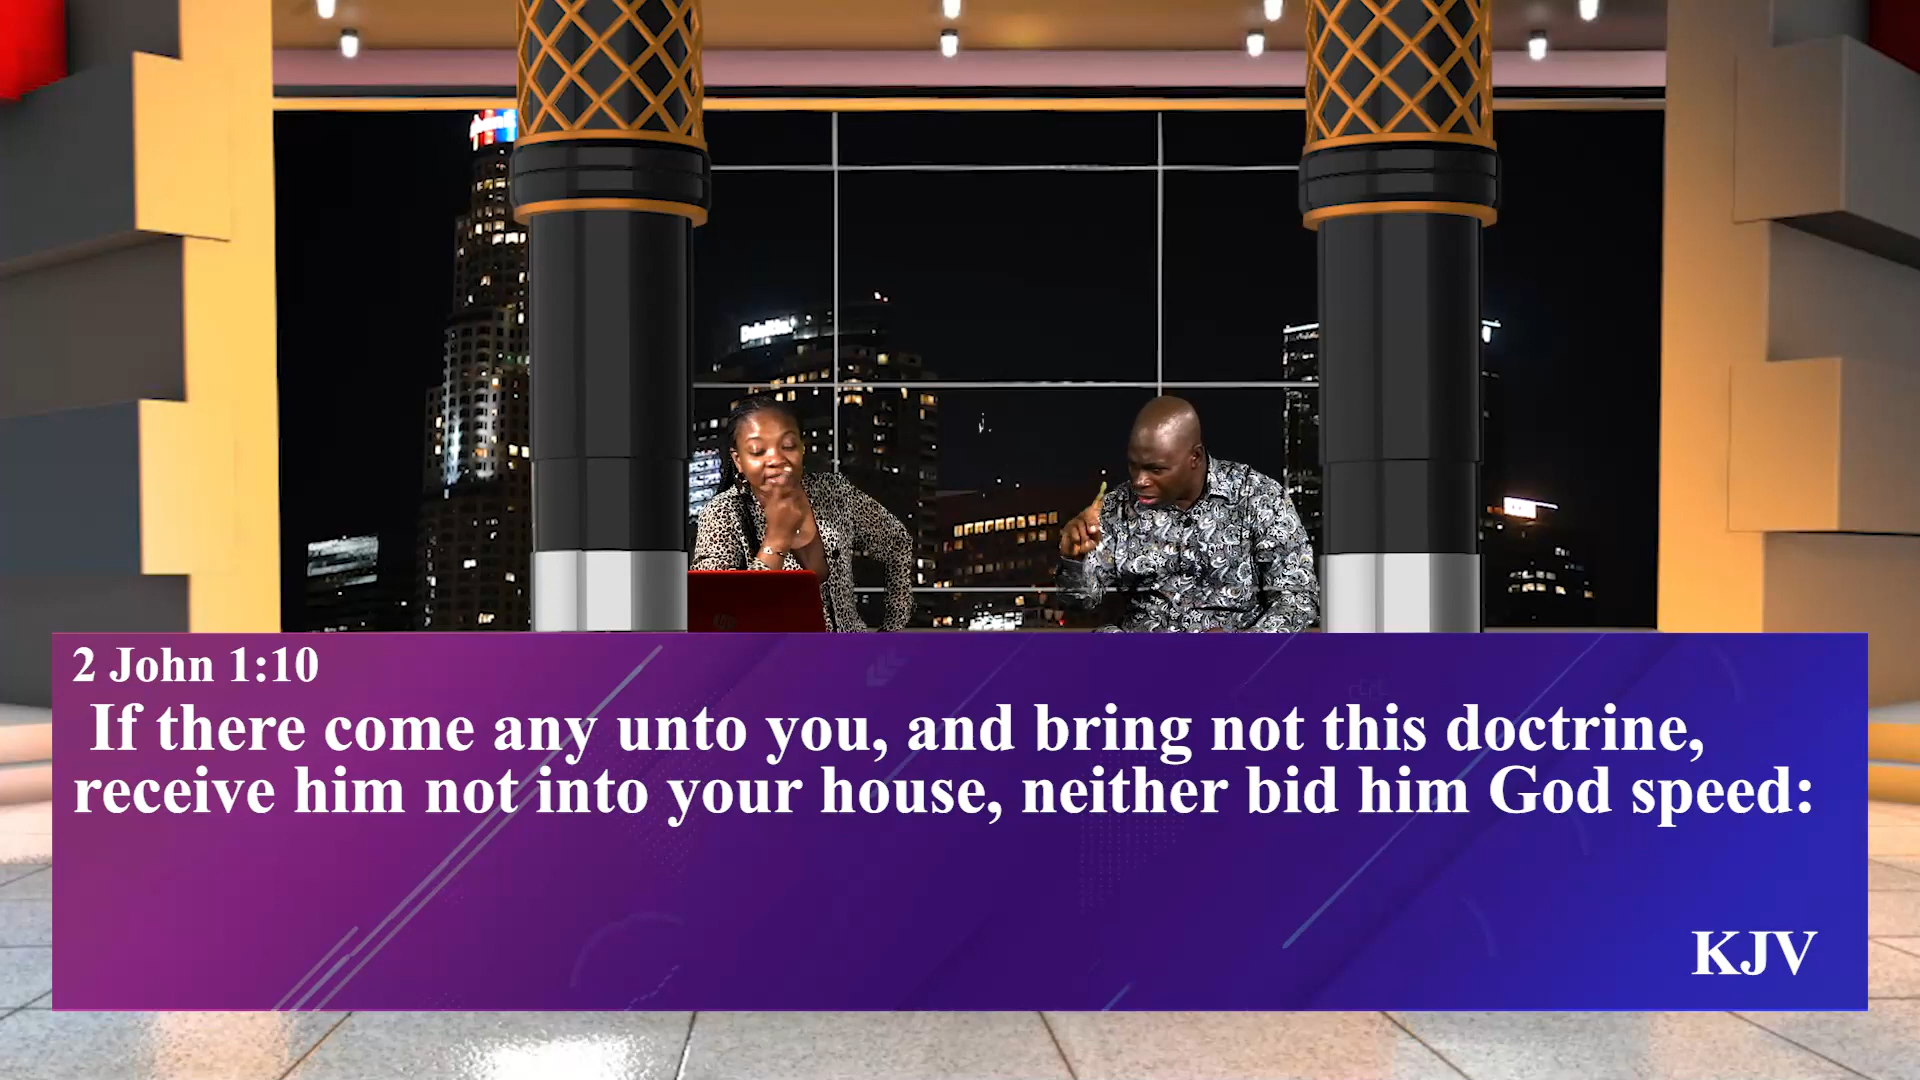 Deloitte.
2 John 1:10
If there come any unto you, and bring not this doctrine,
receive him not into your house, neither bid him God speed:
KJV